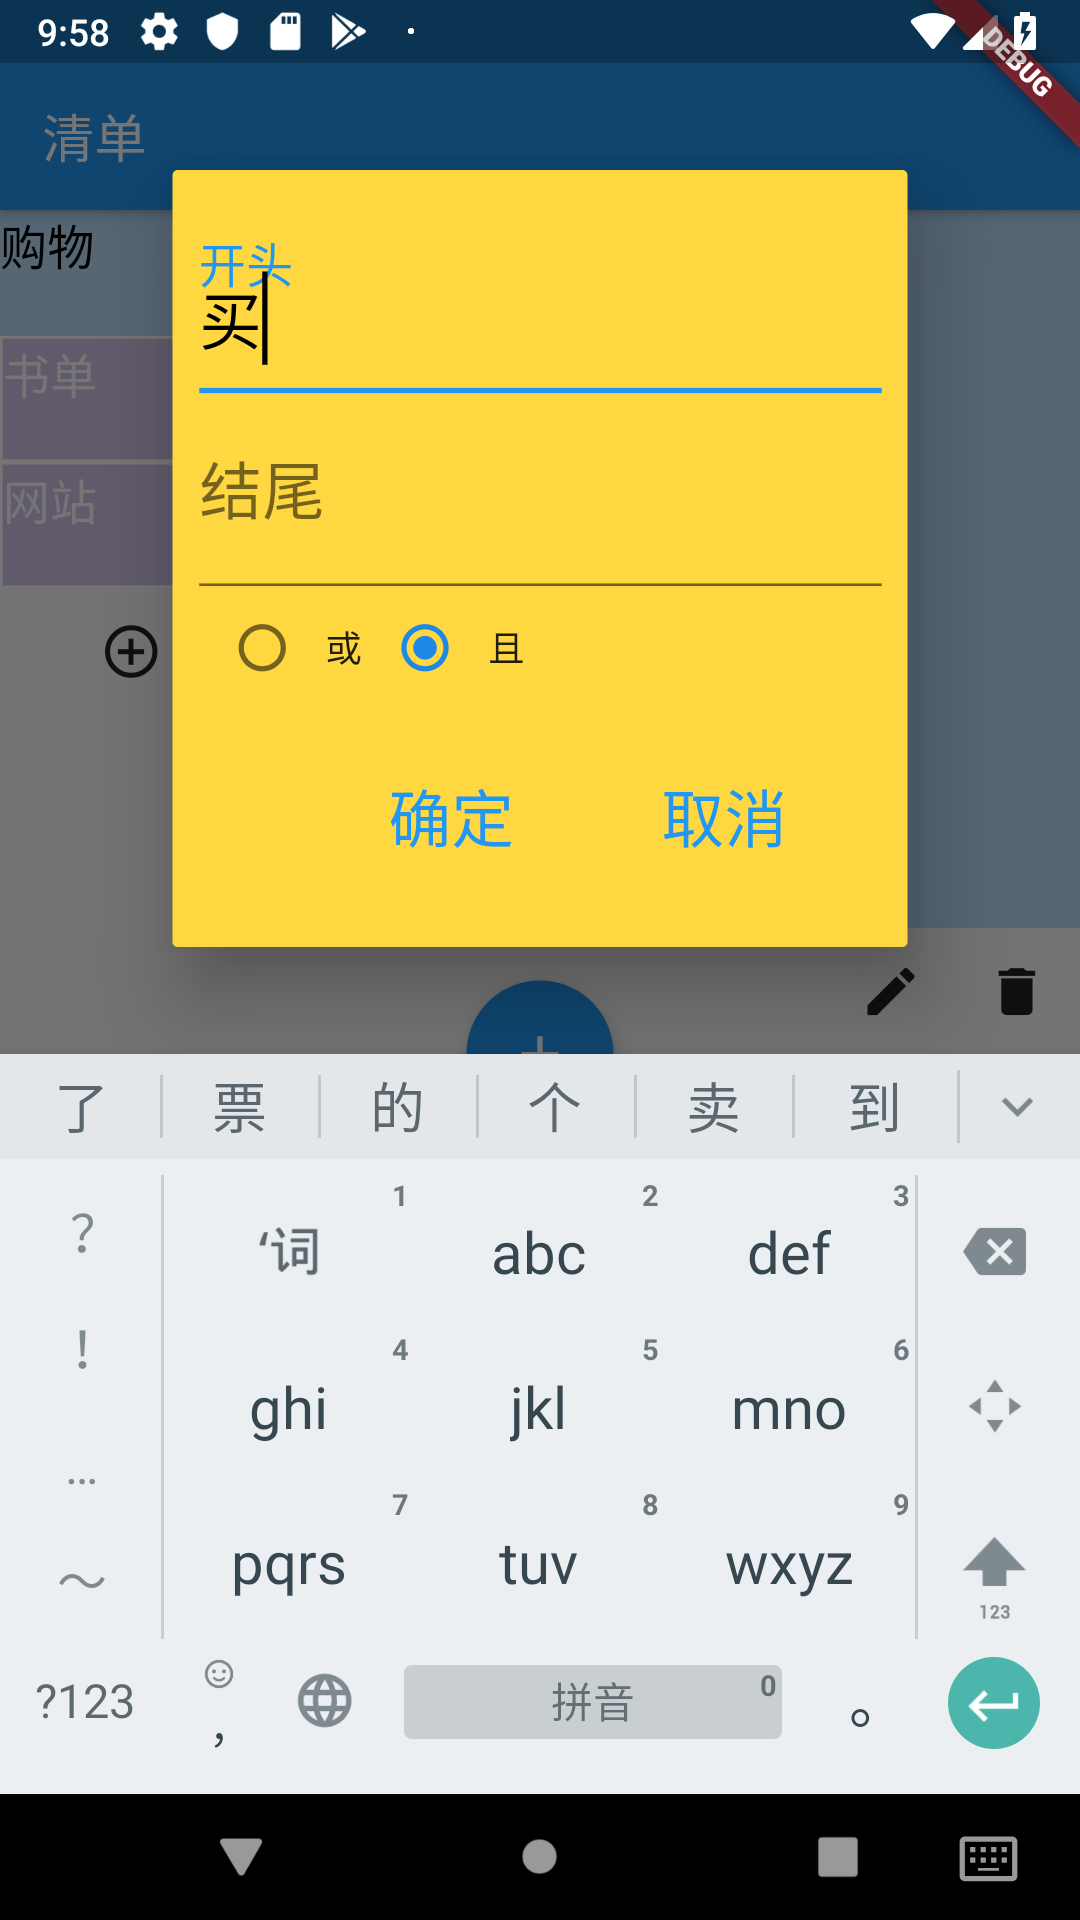 9:58
DEBUG
清单
购物
开头
买
书单
结尾
网站
或 且
确定 取消
了 票 的 个 卖 到
? 1 2 3
‘词 abc def
! 4 5 6
ghi jkl mno
... 7 8 9
～ pqrs tuv wxyz
123
?123 , 拼音 0 。